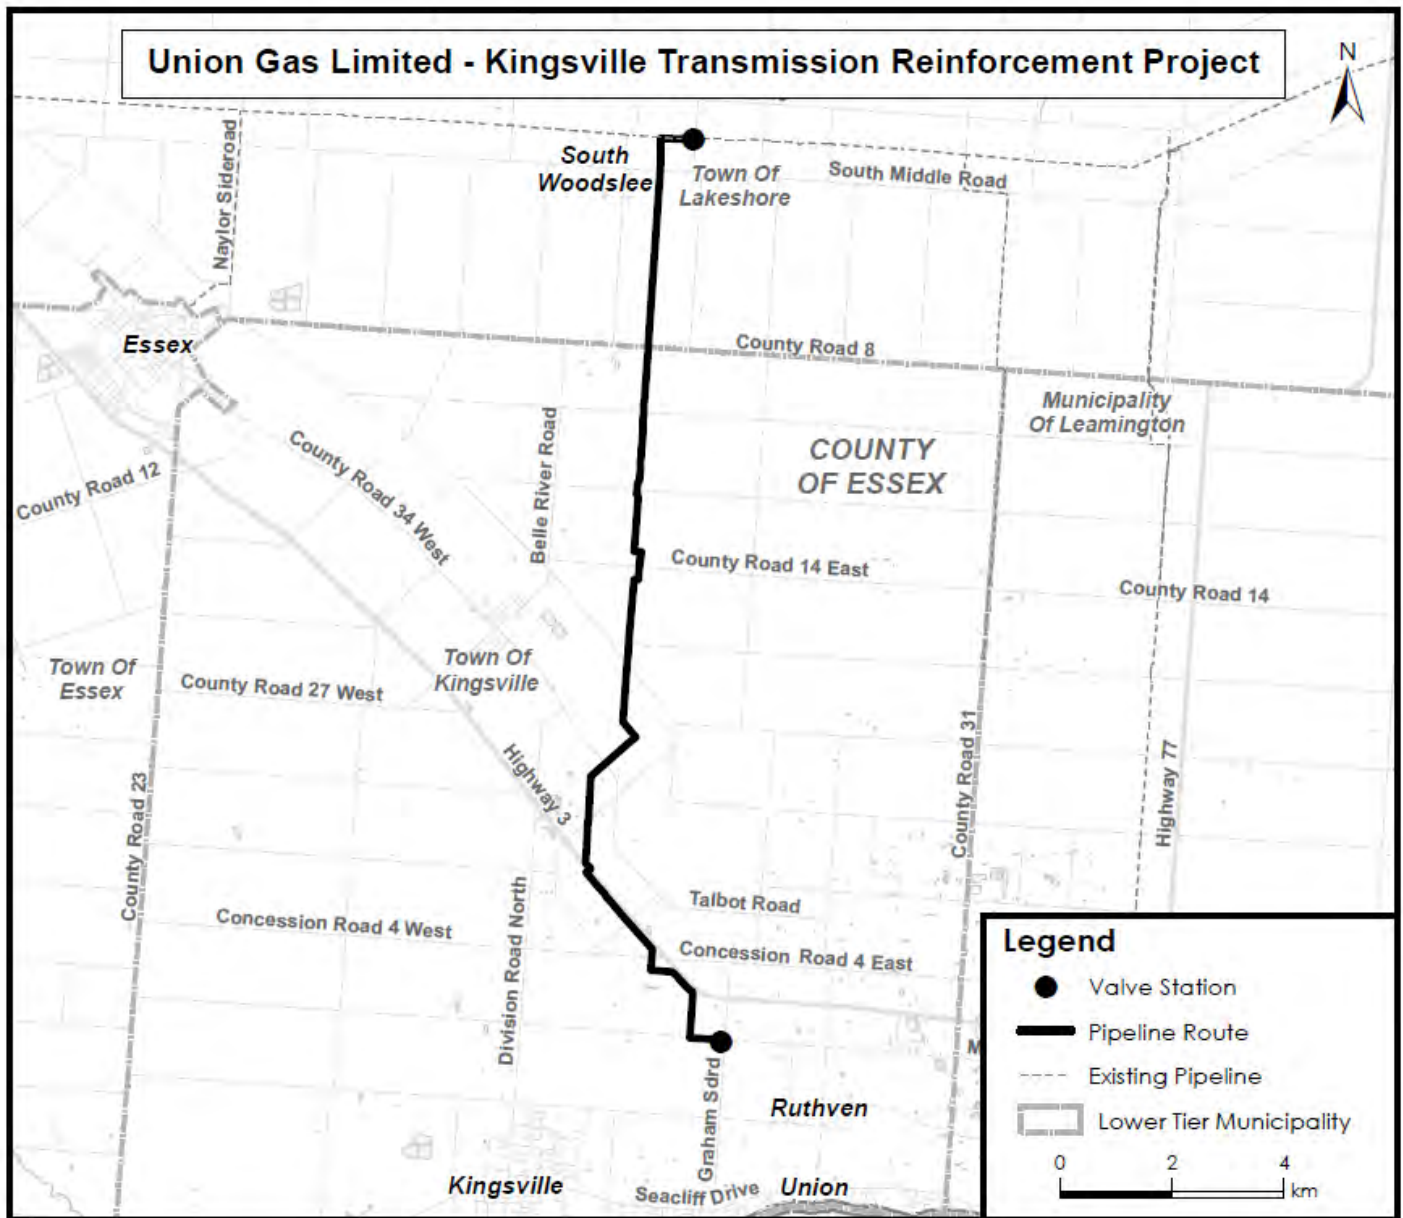 Union Gas Limited - Kingsville Transmission Reinforcement Project
N
South
Woodslee
Town Of
Lakeshore
South Middle Road
Naylor Sideroad
Essex
County Road 8
Municipality
Of Leamington
COUNTY
OF ESSEX
County Road 12
County Road 34 West
Belle River Road
County Road 14 East
County Road 14
Town Of
Essex
County Road 27 West
Town Of
Kingsville
Highway 3
County Road 23
County Road 31
Highway 77
Talbot Road
Concession Road 4 West
Division Road North
Concession Road 4 East
Graham Sdrd
Ruthven
Kingsville
Seacliff Drive
Union
M
Legend
Valve Station
Pipeline Route
Existing Pipeline
Lower Tier Municipality
0 2 4
km